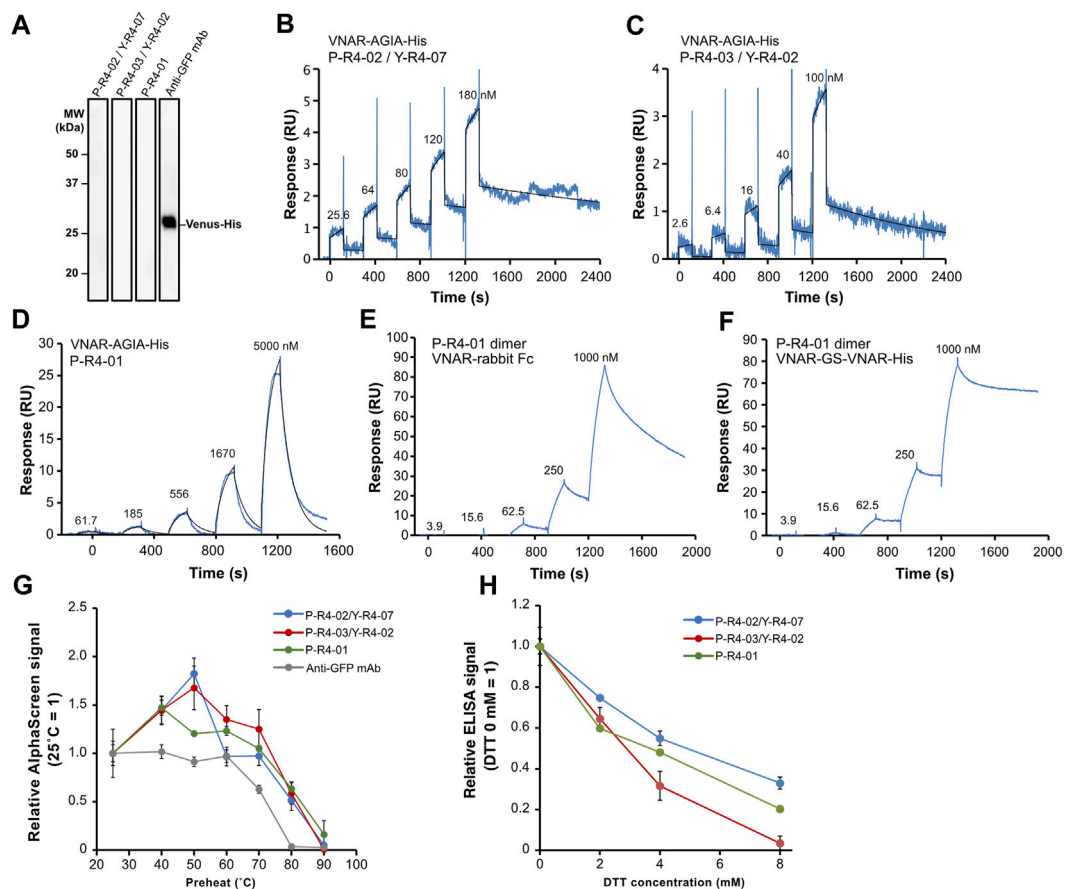 A
P-R4-02 / Y-R4-07
P-R4-03 / Y-R4-02
P-R4-01
Anti-GFP mAb
MW
(kDa)
50
37
25
20
Venus-His
B
VNAR-AGIA-His
P-R4-02 / Y-R4-07
Response (RU)
6
5
4
3
2
1
0
25.6
64
80
120
180 nM
0 400 800 1200 1600 2000 2400
Time (s)
C
VNAR-AGIA-His
P-R4-03 / Y-R4-02
Response (RU)
4
3
2
1
0
2.6
6.4
16
40
100 nM
0 400 800 1200 1600 2000 2400
Time (s)
D
VNAR-AGIA-His
P-R4-01
Response (RU)
30
25
20
15
10
5
0
61.7
185
556
1670
5000 nM
0 400 800 1200 1600
Time (s)
E
P-R4-01 dimer
VNAR-rabbit Fc
Response (RU)
100
90
80
70
60
50
40
30
20
10
0
3.9
15.6
62.5
250
1000 nM
0 400 800 1200 1600 2000
Time (s)
F
P-R4-01 dimer
VNAR-GS-VNAR-His
Response (RU)
90
80
70
60
50
40
30
20
10
0
3.9
15.6
62.5
250
1000 nM
0 400 800 1200 1600 2000
Time (s)
G
Relative AlphaScreen signal
(25˚C = 1)
2.5
2.0
1.5
1.0
0.5
0
P-R4-02/Y-R4-07
P-R4-03/Y-R4-02
P-R4-01
Anti-GFP mAb
20 30 40 50 60 70 80 90 100
Preheat (˚C)
H
Relative ELISA signal
(DTT 0 mM = 1)
1.2
1.0
0.8
0.6
0.4
0.2
0
P-R4-02/Y-R4-07
P-R4-03/Y-R4-02
P-R4-01
0 2 4 6 8
DTT concentration (mM)